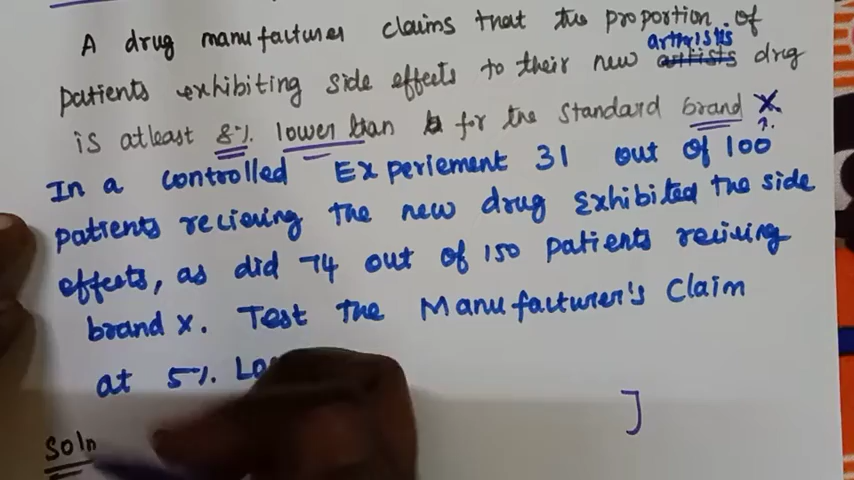 A drug manufacturer claims that the proportion of
patients exhibiting side effects to their new arthristis drug
is atleast 8% lower than for the standard brand X
In a controlled Experiement 31 out of 100
patients recieving the new drug Exhibited the side
effects, as did 74 out of 150 patients reciving
brand X. Test the Manufacturer's Claim
at 5%
Soln